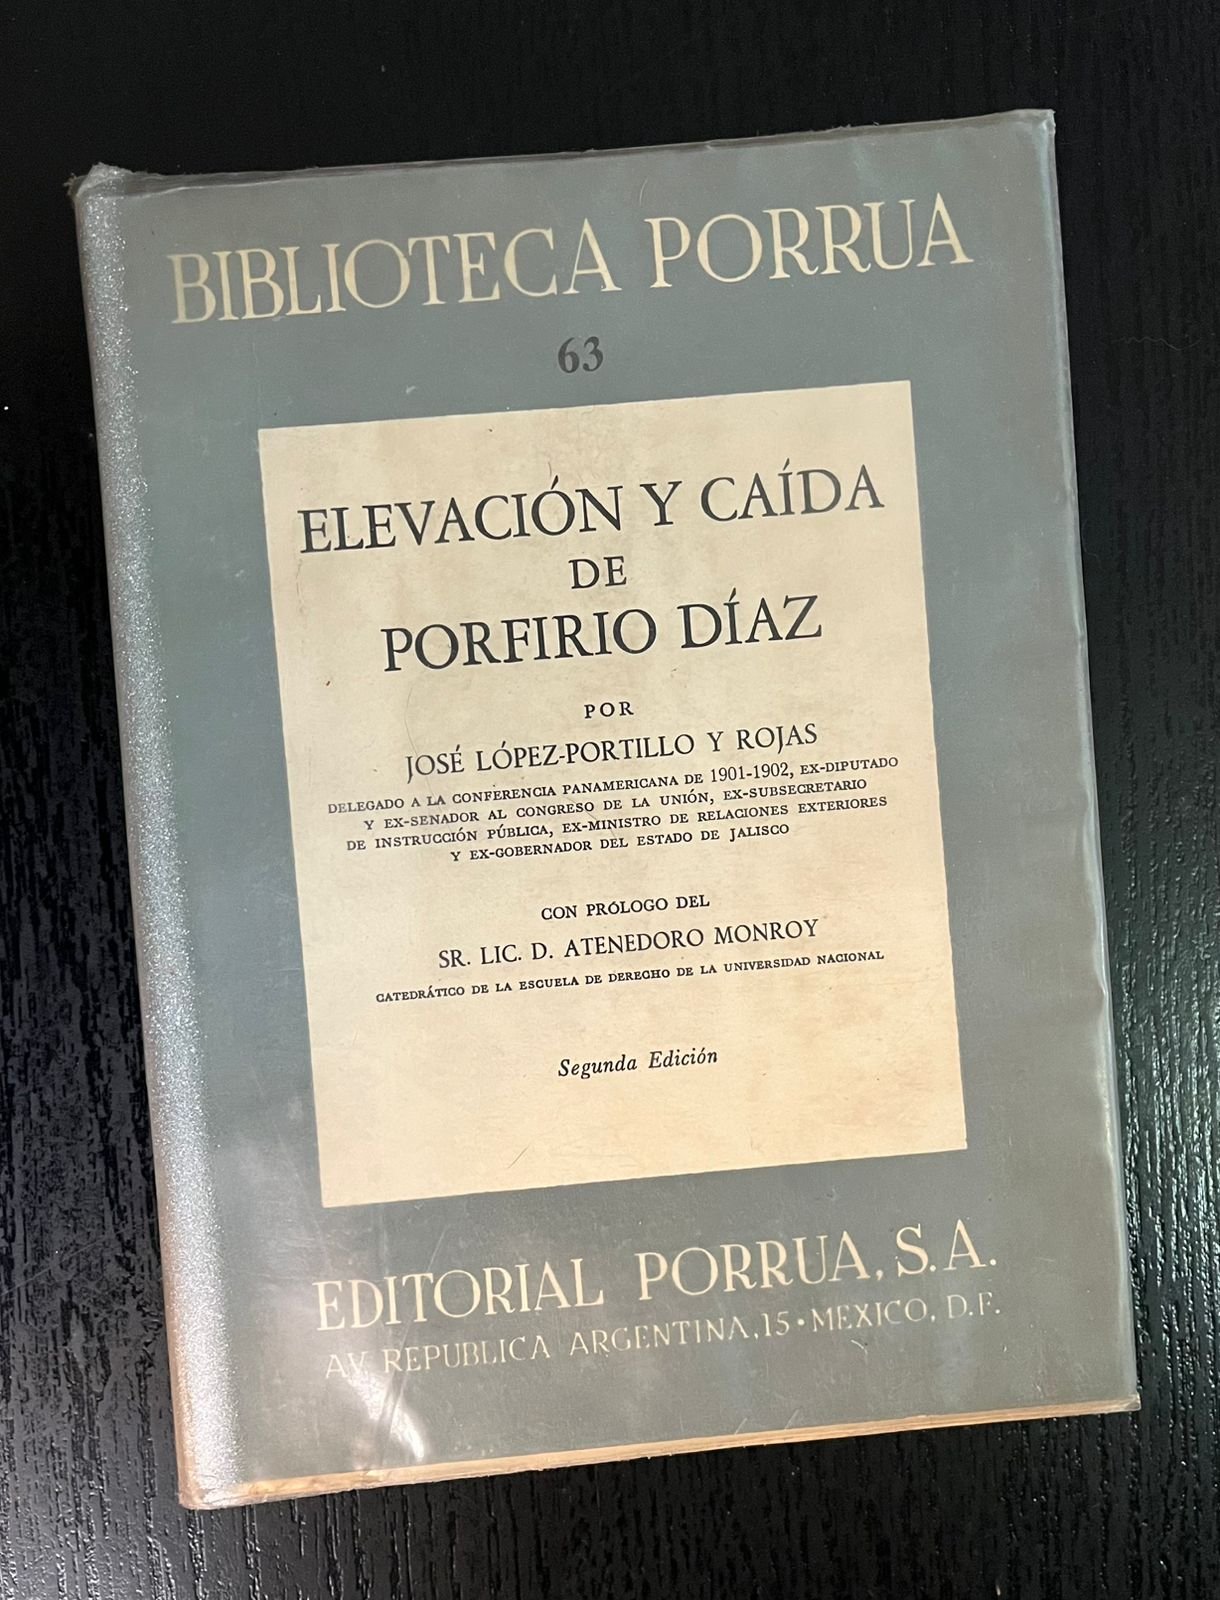 BIBLIOTECA PORRUA
63
ELEVACIÓN Y CAÍDA
DE
PORFIRIO DÍAZ
POR
JOSÉ LÓPEZ-PORTILLO Y ROJAS
DELEGADO A LA CONFERENCIA PANAMERICANA DE 1901-1902, EX-DIPUTADO
Y EX-SENADOR AL CONGRESO DE LA UNIÓN, EX-SUBSECRETARIO
DE INSTRUCCIÓN PÚBLICA, EX-MINISTRO DE RELACIONES EXTERIORES
Y EX-GOBERNADOR DEL ESTADO DE JALISCO
CON PRÓLOGO DEL
SR. LIC. D. ATENEDORO MONROY
CATEDRÁTICO DE LA ESCUELA DE DERECHO DE LA UNIVERSIDAD NACIONAL
Segunda Edición
EDITORIAL PORRUA, S. A.
AV. REPUBLICA ARGENTINA, 15 • MEXICO, D. F.